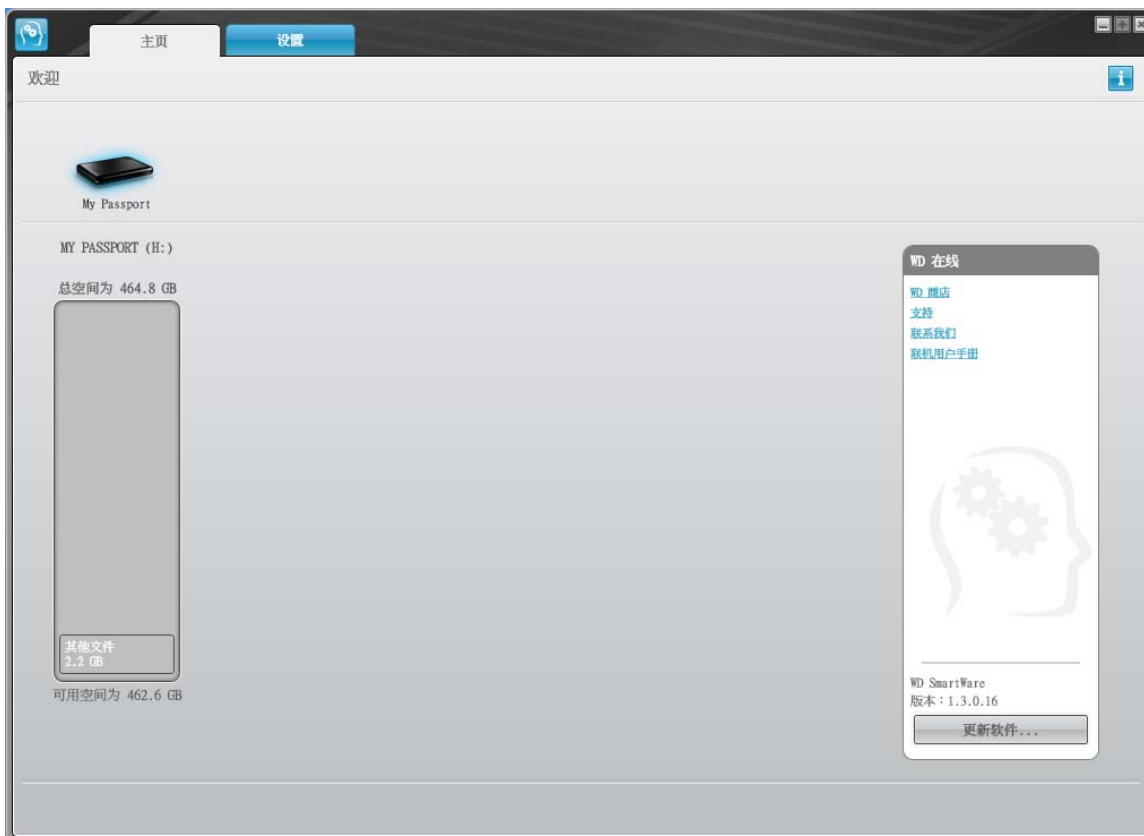 主页
设置
欢迎
My Passport
MY PASSPORT (H:)
总空间为 464.8 GB
其他文件
2.2 GB
可用空间为 462.6 GB
WD 在线
WD 商店
支持
联系我们
联机用户手册
WD SmartWare
版本：1.3.0.16
更新软件...